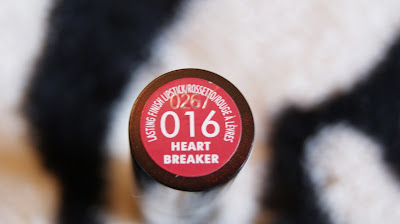 LASTING FINISH LIPSTICK/ROSSETTO/ROUGE À LÈVRES
0267
016
HEART
BREAKER